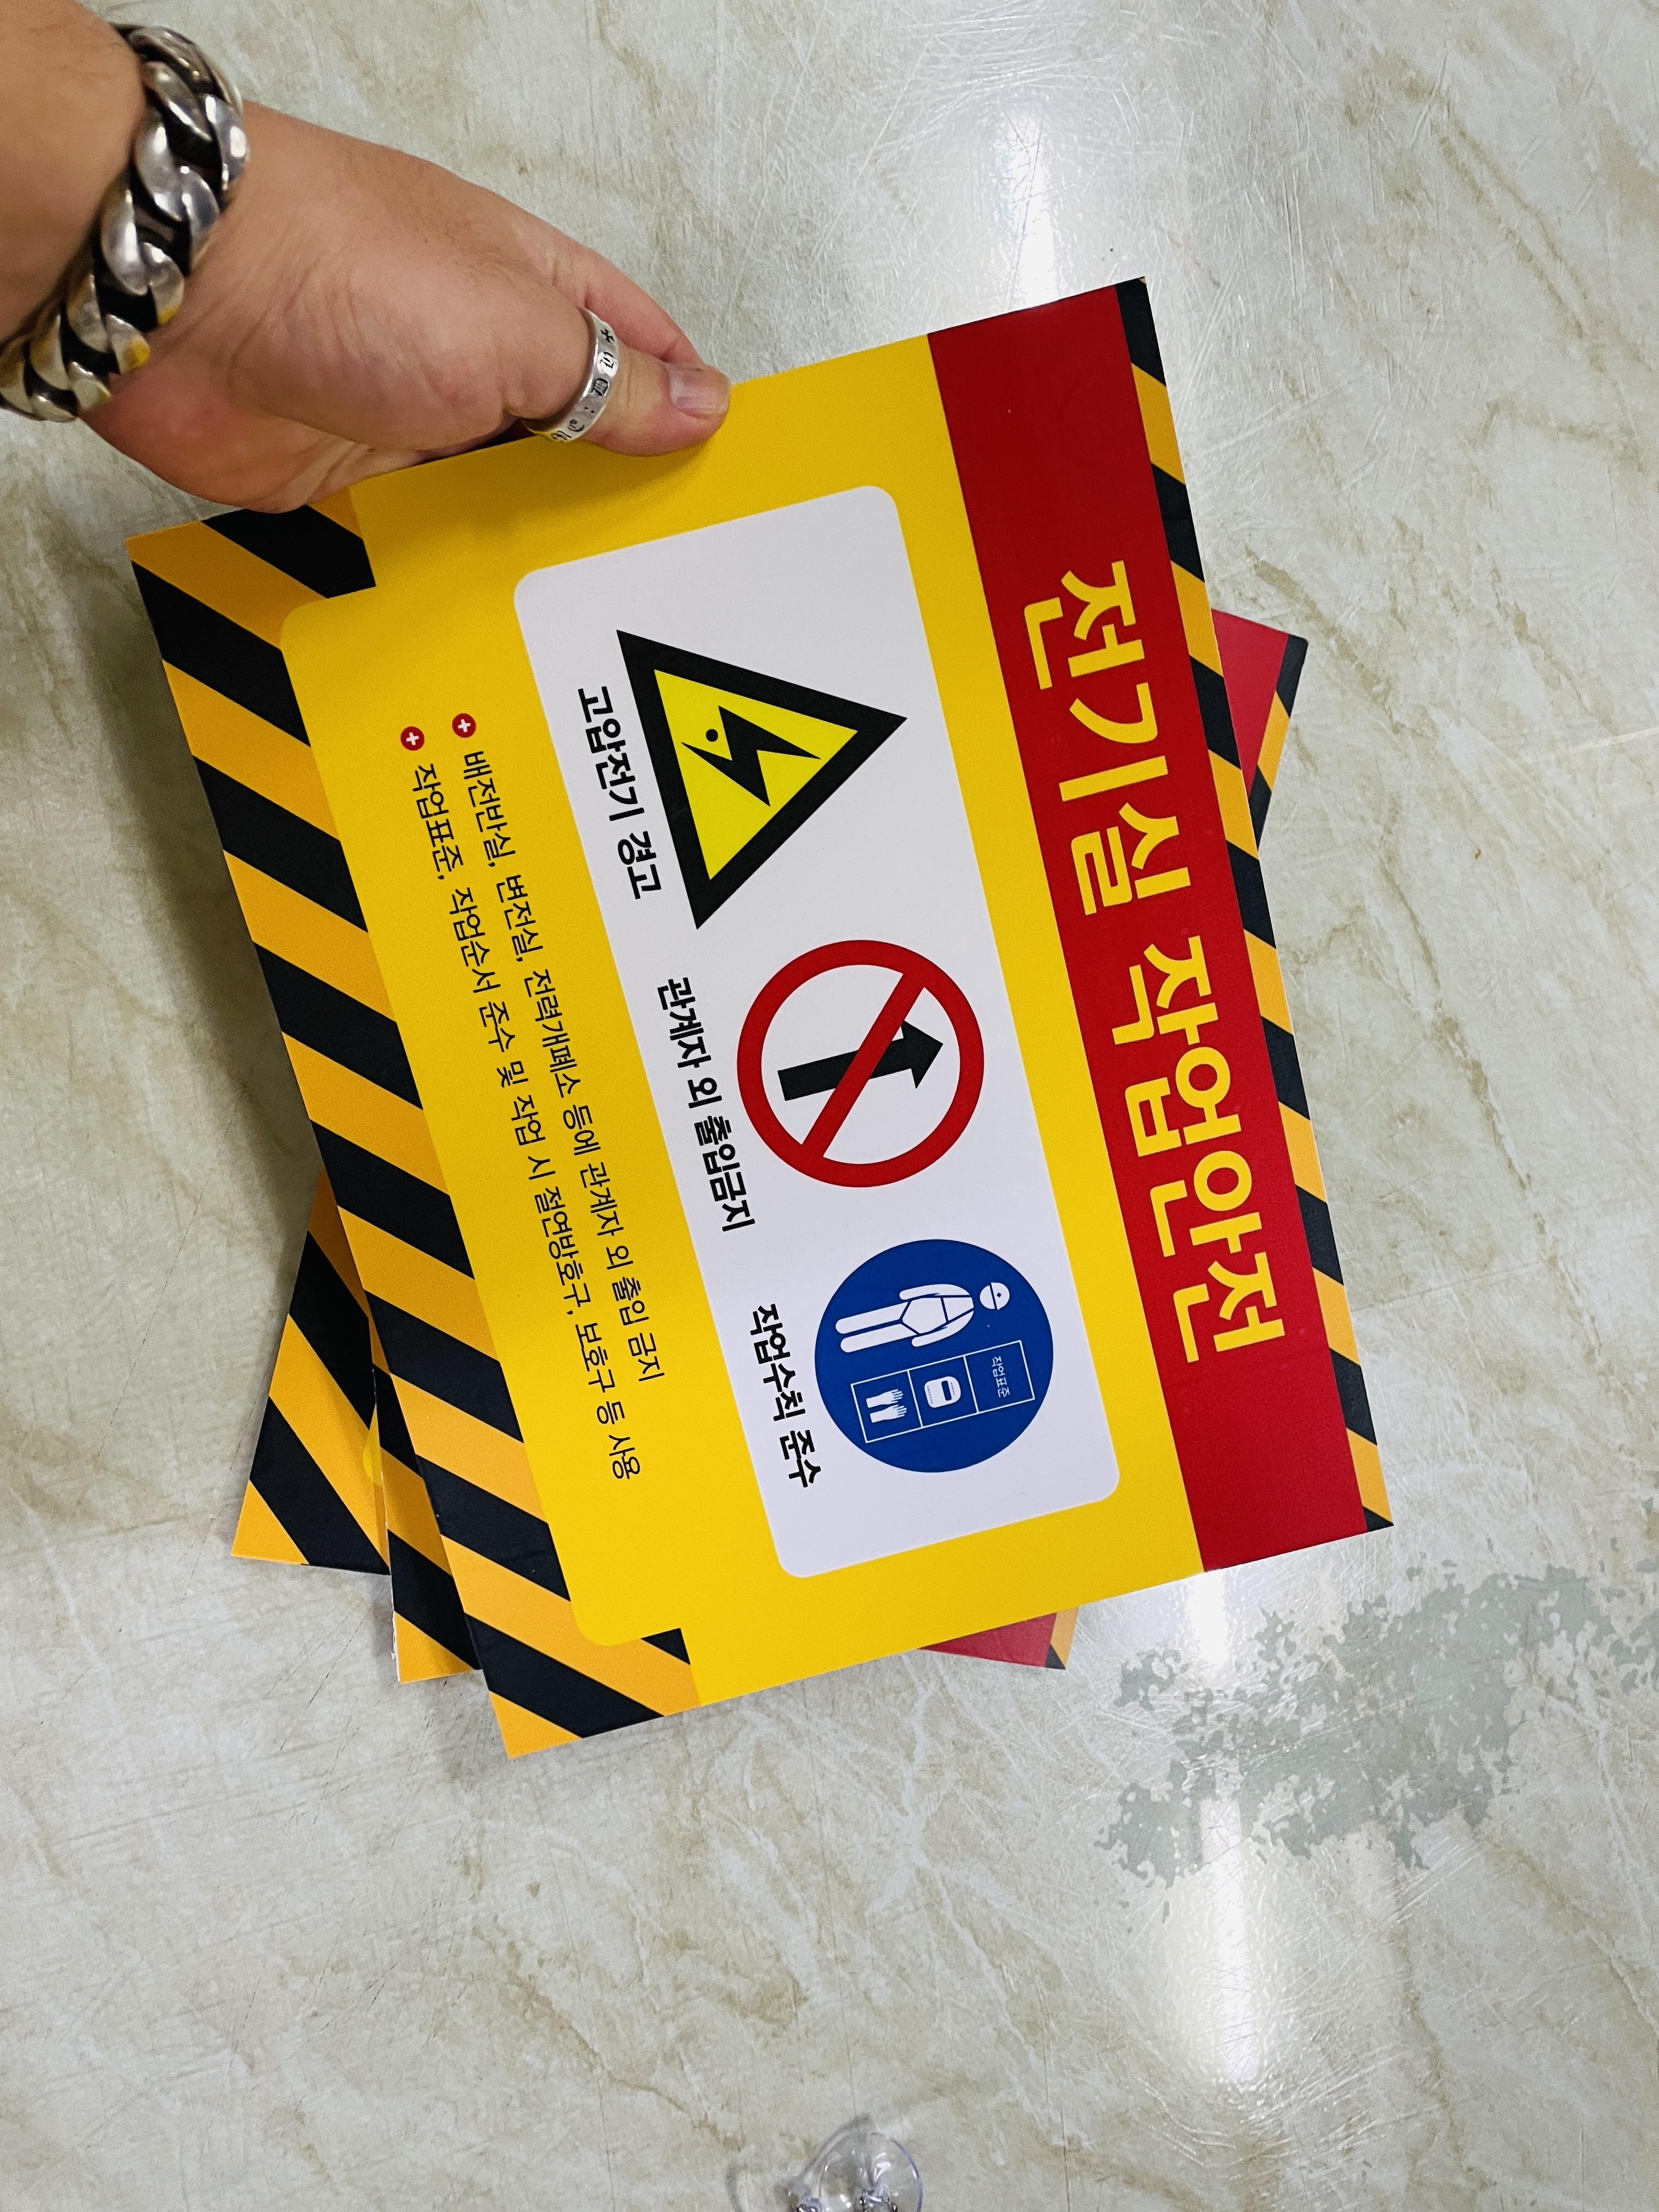 전기실 작업안전
고압전기 경고
관계자 외 출입금지
작업표준
작업수칙 준수
배전반실, 변전실, 전력개폐소 등에 관계자 외 출입 금지
작업표준, 작업순서 준수 및 작업 시 절연방호구, 보호구 등 사용